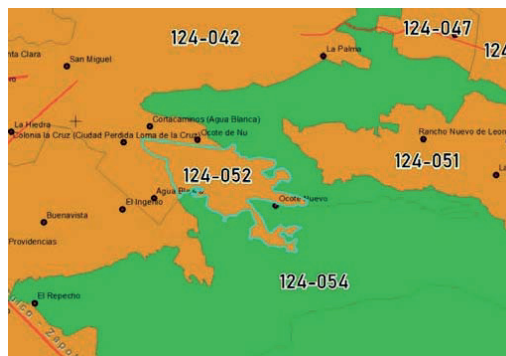 124-042
124-047
124
La Palma
nta Clara
San Miguel
La Hiedra
Cortacaminos (Agua Blanca)
Colonia la Cruz (Ciudad Perdida Loma de la Cruz)
Ocote de Nu
Rancho Nuevo de Leon
124-051
La
124-052
Agua Bla
El Ingenio
Ocote Nuevo
Buenavista
Providencias
124-054
El Repecho